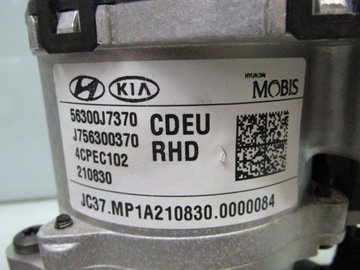 KIA
HYUNDAI
MOBIS
56300J7370
J756300370
4CPEC102
210830
CDEU
RHD
JC37.MP1A210830.0000084